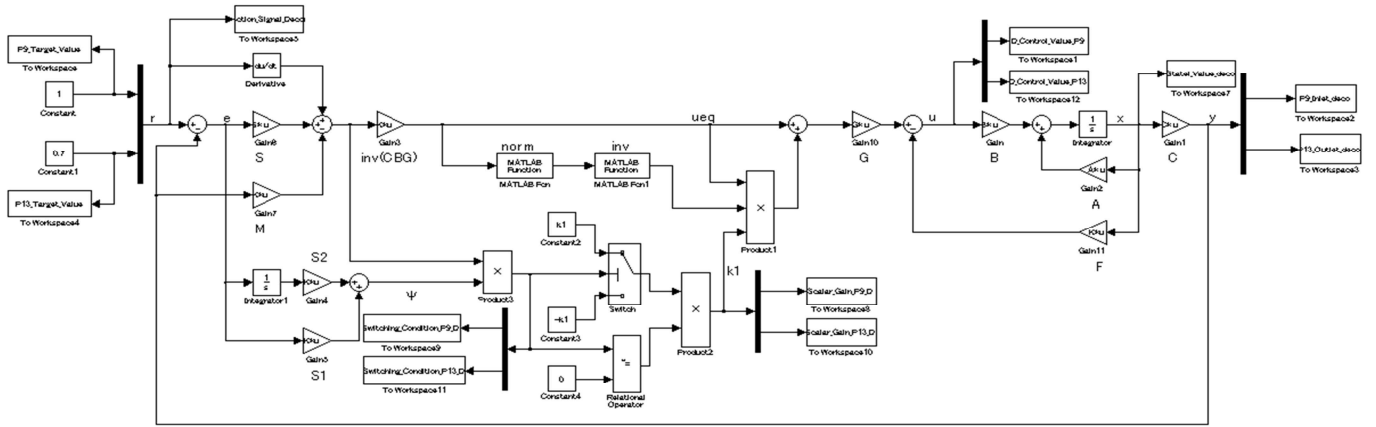 P9_Target_Value
To Workspace
1
Constant
0.7
Constant1
P13_Target_Value
To Workspace4
r
ction_Signal_Deco
To Workspace5
du/dt
Derivative
e
K*u
Gain6
S
K*u
Gain7
M
1
s
Integrator1
S2
K*u
Gain4
K*u
Gain5
S1
ψ
K*u
Gain3
inv(CBG)
norm
MATLAB
Function
MATLAB Fcn
inv
MATLAB
Function
MATLAB Fcn1
ueq
×
Product3
Switching_Condition_P9_D
To Workspace9
Switching_Condition_P13_D
To Workspace11
k1
Constant2
-k1
Constant3
Switch
0
Constant4
~=
Relational
Operator
×
Product2
×
Product1
k1
Scalar_Gain_P9_D
To Workspace8
Scalar_Gain_P13_D
To Workspace10
K*u
Gain10
G
u
D_Control_Value_P9
To Workspace1
D_Control_Value_P13
To Workspace12
K*u
Gain
B
1
s
Integrator
x
K*u
Gain2
A
K*u
Gain11
F
StateI_Value_deco
To Workspace7
K*u
Gain1
C
y
P9_Inlet_deco
To Workspace2
13_Outlet_deco
To Workspace3